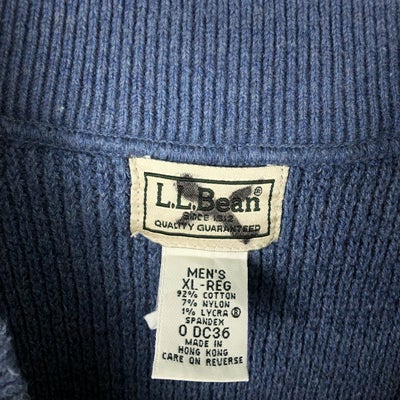 L.L.Bean®
SINCE 1912
QUALITY GUARANTEED
MEN'S
XL-REG
92% COTTON
7% NYLON
1% LYCRA ®
SPANDEX
0 DC36
MADE IN
HONG KONG
CARE ON REVERSE